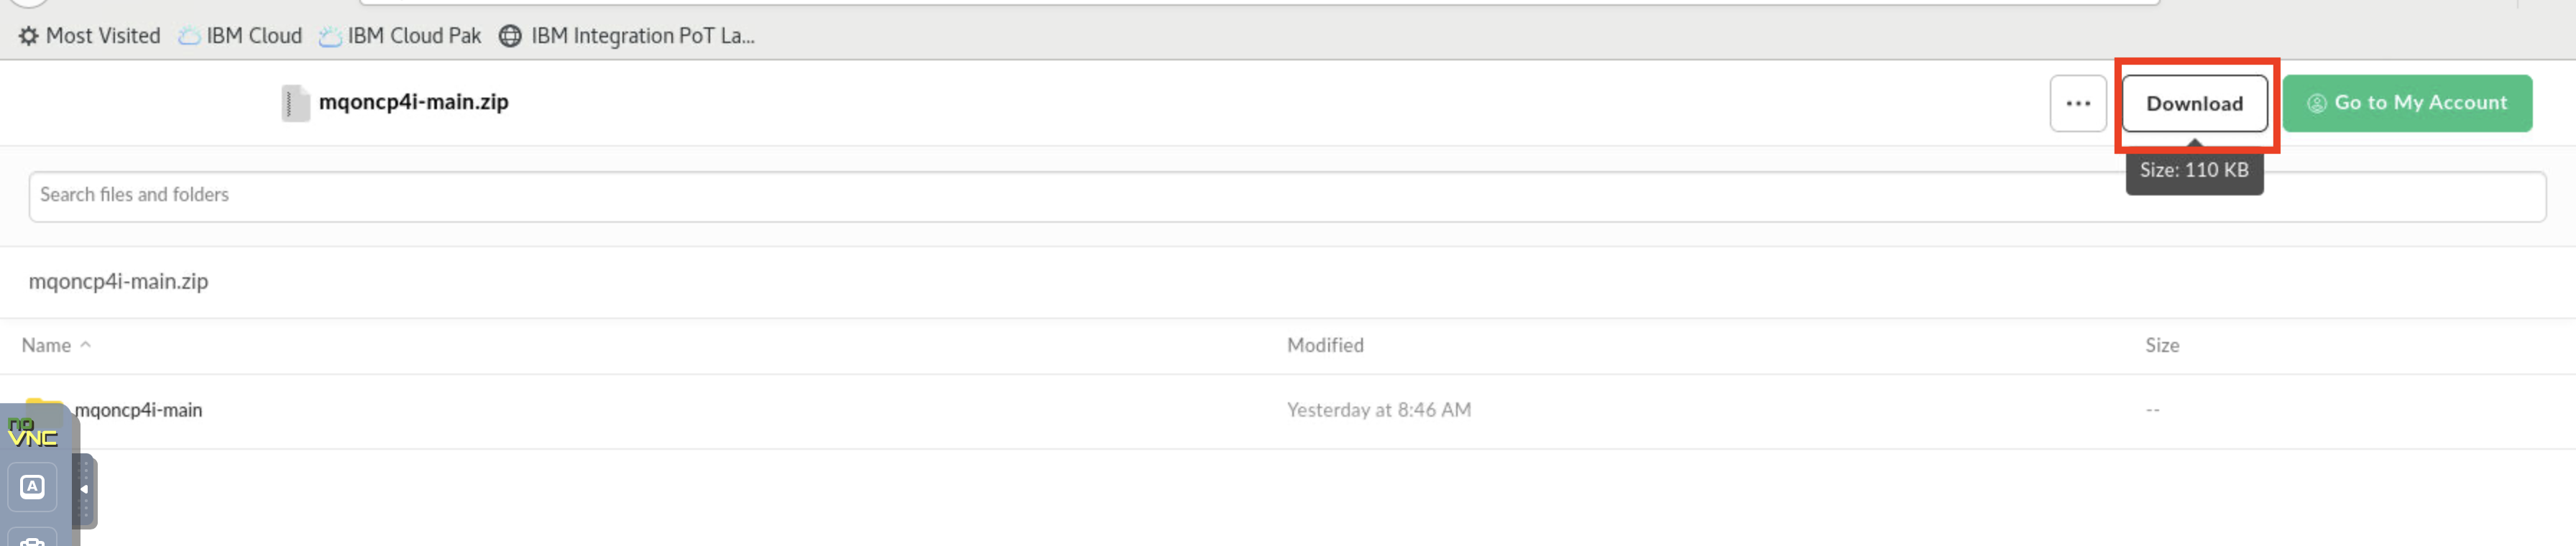 Most Visited IBM Cloud IBM Cloud Pak IBM Integration PoT La...
mqoncp4i-main.zip ... Download Go to My Account
Size: 110 KB
Search files and folders
mqoncp4i-main.zip
Name Modified Size
mqoncp4i-main Yesterday at 8:46 AM --
no
VNC
A